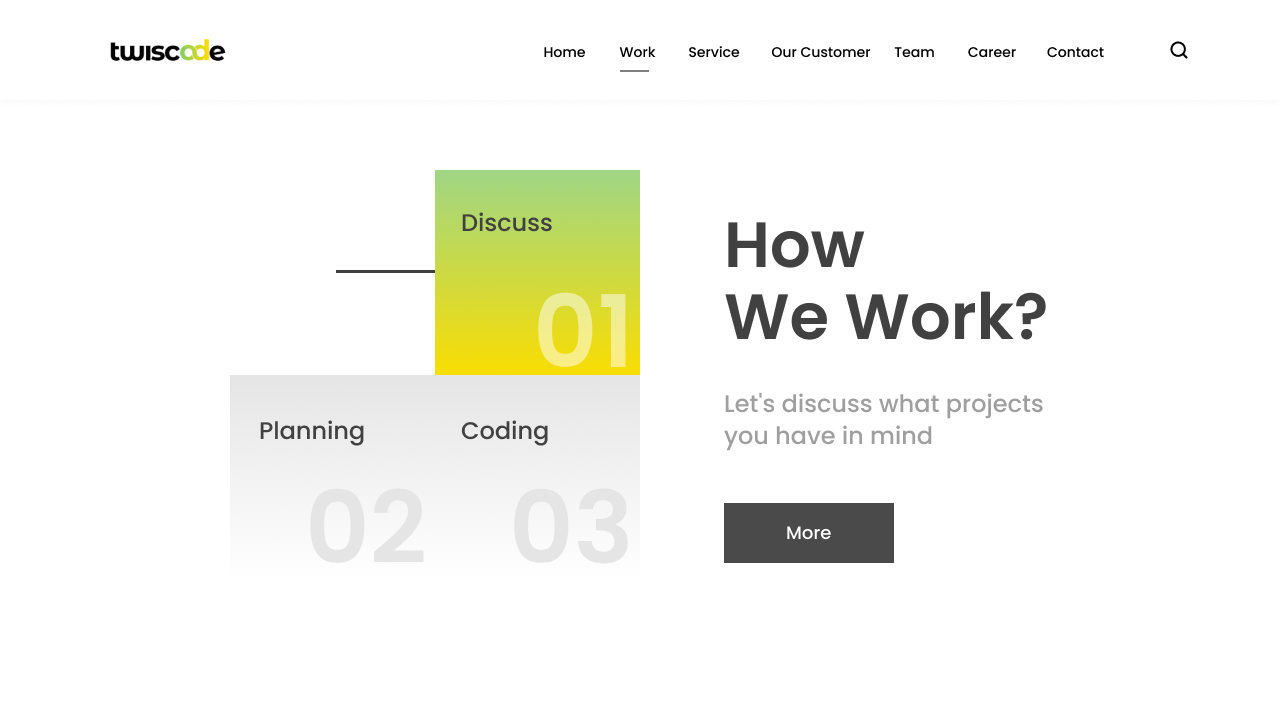 twiscode
Home Work Service Our Customer Team Career Contact
Discuss
01
Planning
02
Coding
03
How
We Work?
Let's discuss what projects
you have in mind
More